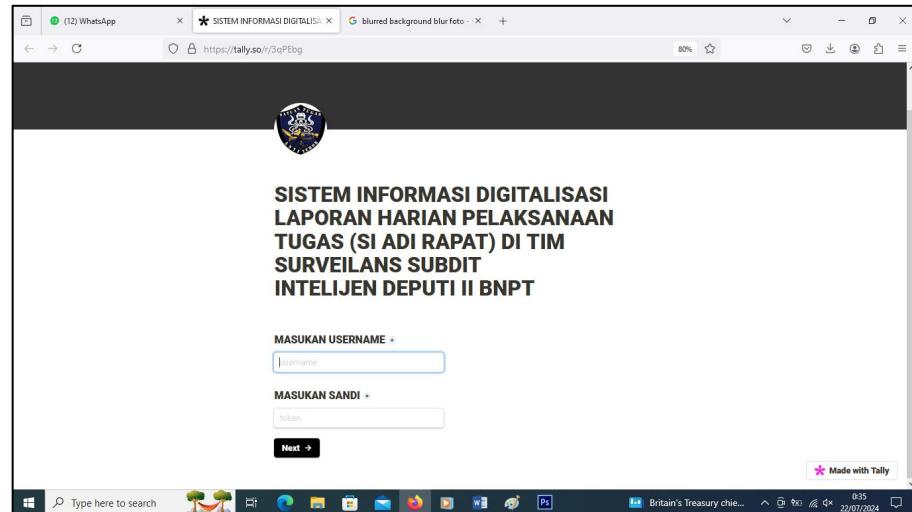 (12) WhatsApp
SISTEM INFORMASI DIGITALISA
blurred background blur foto -
https://tally.so/r/3qPEbg
80%
SISTEM INFORMASI DIGITALISASI
LAPORAN HARIAN PELAKSANAAN
TUGAS (SI ADI RAPAT) DI TIM
SURVEILANS SUBDIT
INTELIJEN DEPUTI II BNPT
MASUKAN USERNAME *
username
MASUKAN SANDI *
token
Next →
Made with Tally
Type here to search
W
Ps
Britain's Treasury chie...
0:35
22/07/2024